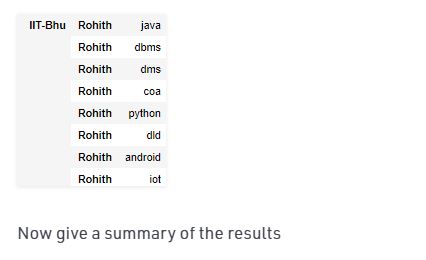 IIT-Bhu Rohith java
Rohith dbms
Rohith dms
Rohith coa
Rohith python
Rohith dld
Rohith android
Rohith iot
Now give a summary of the results